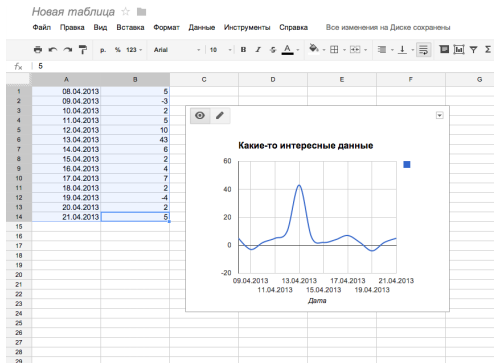 Новая таблица
Файл Правка Вид Вставка Формат Данные Инструменты Справка Все изменения на Диске сохранены
р. % 123 Arial 10 B I S A
fx 5
A B C D E F G
1 08.04.2013 5
2 09.04.2013 -3
3 10.04.2013 2
4 11.04.2013 5
5 12.04.2013 10
6 13.04.2013 43
7 14.04.2013 6
8 15.04.2013 2
9 16.04.2013 4
10 17.04.2013 7
11 18.04.2013 2
12 19.04.2013 -4
13 20.04.2013 2
14 21.04.2013 5
15
16
17
18
19
20
21
22
23
24
25
26
27
28
29
Какие-то интересные данные
60
40
20
0
-20
09.04.2013 13.04.2013 17.04.2013 21.04.2013
11.04.2013 15.04.2013 19.04.2013
Дата